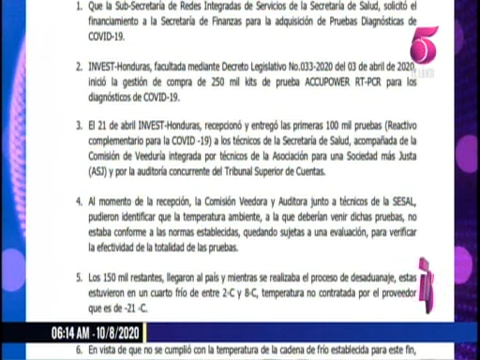 1. Que la Sub-Secretaría de Redes Integradas de Servicios de la Secretaría de Salud, solicitó el
financiamiento a la Secretaría de Finanzas para la adquisición de Pruebas Diagnósticas de
COVID-19.
5
2. INVEST-Honduras, facultada mediante Decreto Legislativo No.033-2020 del 03 de abril de 2020,
inició la gestión de compra de 250 mil kits de prueba ACCUPOWER RT-PCR para los
diagnósticos de COVID-19.
3. El 21 de abril INVEST-Honduras, recepcionó y entregó las primeras 100 mil pruebas (Reactivo
complementario para la COVID -19) a los técnicos de la Secretaría de Salud, acompañada de la
Comisión de Veeduría integrada por técnicos de la Asociación para una Sociedad más Justa
(ASJ) y por la auditoría concurrente del Tribunal Superior de Cuentas.
4. Al momento de la recepción, la Comisión Veedora y Auditora junto a técnicos de la SESAL,
pudieron identificar que la temperatura ambiente, a la que deberían venir dichas pruebas, no
estaba conforme a las normas establecidas, quedando sujetas a una evaluación, para verificar
la efectividad de la totalidad de las pruebas.
5. Los 150 mil restantes, llegaron al país y mientras se realizaba el proceso de desaduanaje, estas
estuvieron en un cuarto frío de entre 2-C y 8-C, temperatura no contratada por el proveedor
que es de -21 -C.
06:14 AM - 10/8/2020
6. En vista de que no se cumplió con la temperatura de la cadena de frío establecida para este fin,